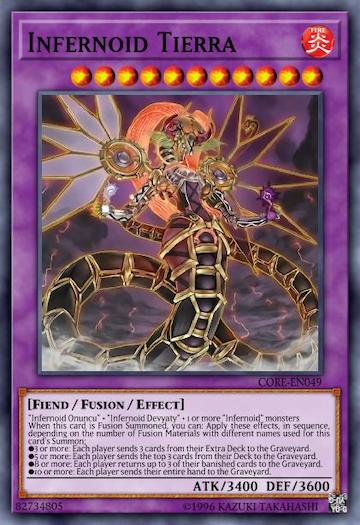 INFERNOID TIERRA
FIRE
炎
CORE-EN049
[FIEND / FUSION / EFFECT]
"Infernoid Onuncu" + "Infernoid Devyaty" + 1 or more "Infernoid" monsters
When this card is Fusion Summoned, you can: Apply these effects, in sequence,
depending on the number of Fusion Materials with different names used for this
card's Summon;
●3 or more: Each player sends 3 cards from their Extra Deck to the Graveyard.
●5 or more: Each player sends the top 3 cards from their Deck to the Graveyard.
●8 or more: Each player returns up to 3 of their banished cards to the Graveyard.
●10 or more: Each player sends their entire hand to the Graveyard.
ATK/3400 DEF/3600
82734805
©1996 KAZUKI TAKAHASHI